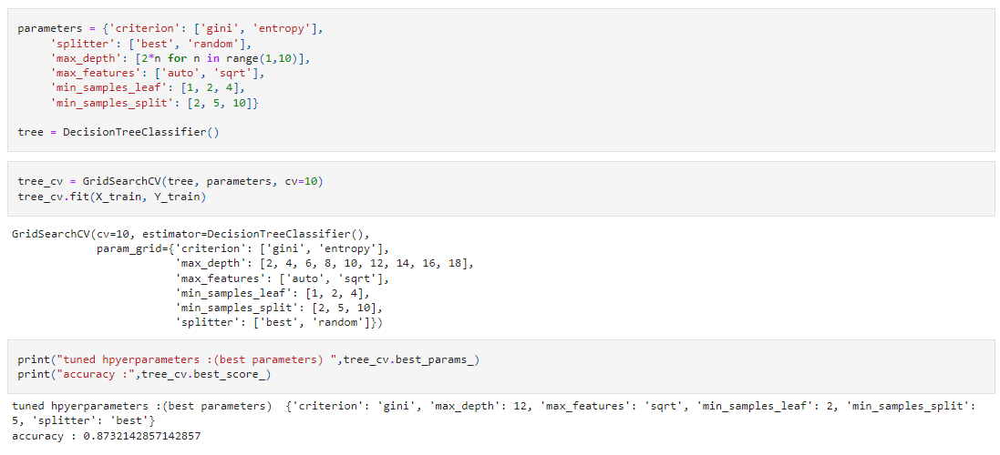 parameters = {'criterion': ['gini', 'entropy'],
     'splitter': ['best', 'random'],
     'max_depth': [2*n for n in range(1,10)],
     'max_features': ['auto', 'sqrt'],
     'min_samples_leaf': [1, 2, 4],
     'min_samples_split': [2, 5, 10]}
tree = DecisionTreeClassifier()
tree_cv = GridSearchCV(tree, parameters, cv=10)
tree_cv.fit(X_train, Y_train)
GridSearchCV(cv=10, estimator=DecisionTreeClassifier(),
             param_grid={'criterion': ['gini', 'entropy'],
                         'max_depth': [2, 4, 6, 8, 10, 12, 14, 16, 18],
                         'max_features': ['auto', 'sqrt'],
                         'min_samples_leaf': [1, 2, 4],
                         'min_samples_split': [2, 5, 10],
                         'splitter': ['best', 'random']})
print("tuned hpyerparameters :(best parameters) ",tree_cv.best_params_)
print("accuracy :",tree_cv.best_score_)
tuned hpyerparameters :(best parameters)  {'criterion': 'gini', 'max_depth': 12, 'max_features': 'sqrt', 'min_samples_leaf': 2, 'min_samples_split':
5, 'splitter': 'best'}
accuracy : 0.8732142857142857